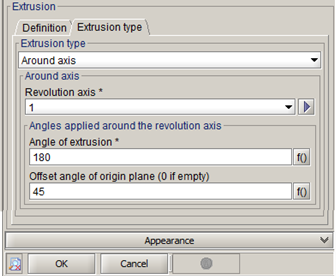 Extrusion
Definition Extrusion type
Extrusion type
Around axis
Around axis
Revolution axis *
1
Angles applied around the revolution axis
Angle of extrusion *
180 f()
Offset angle of origin plane (0 if empty)
45 f()
Appearance
OK Cancel